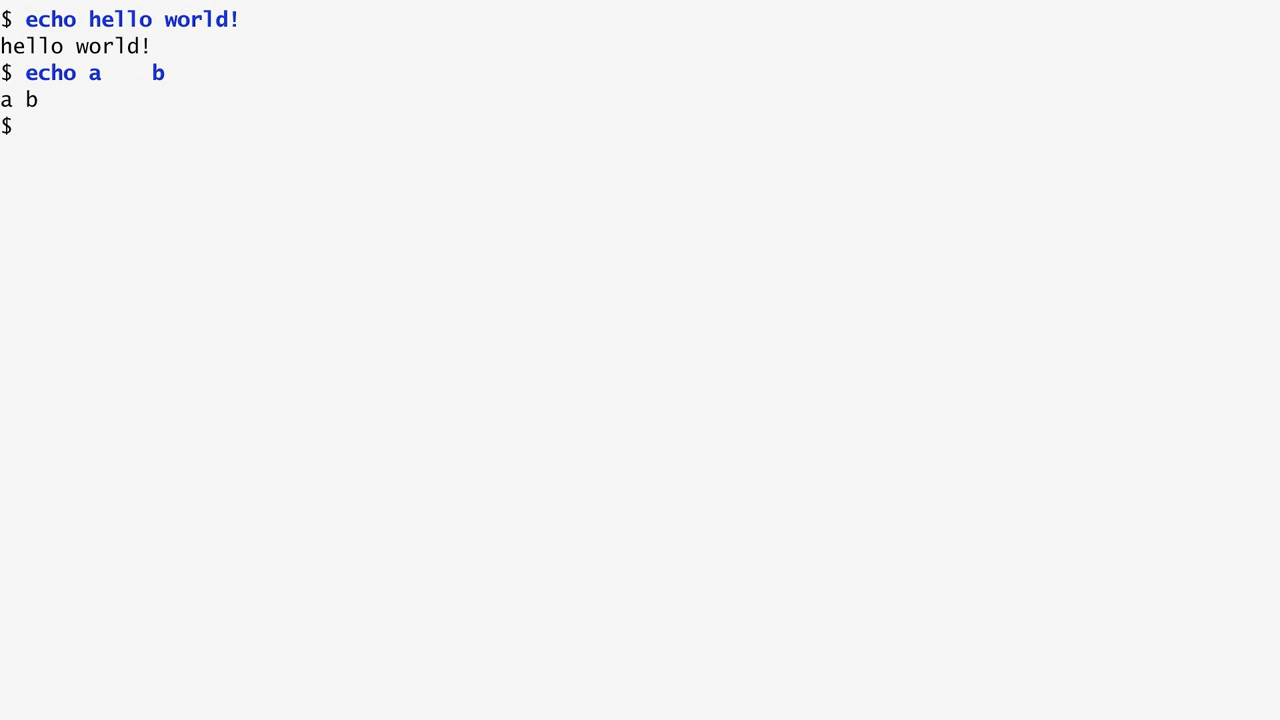 $ echo hello world!
hello world!
$ echo a    b
a b
$